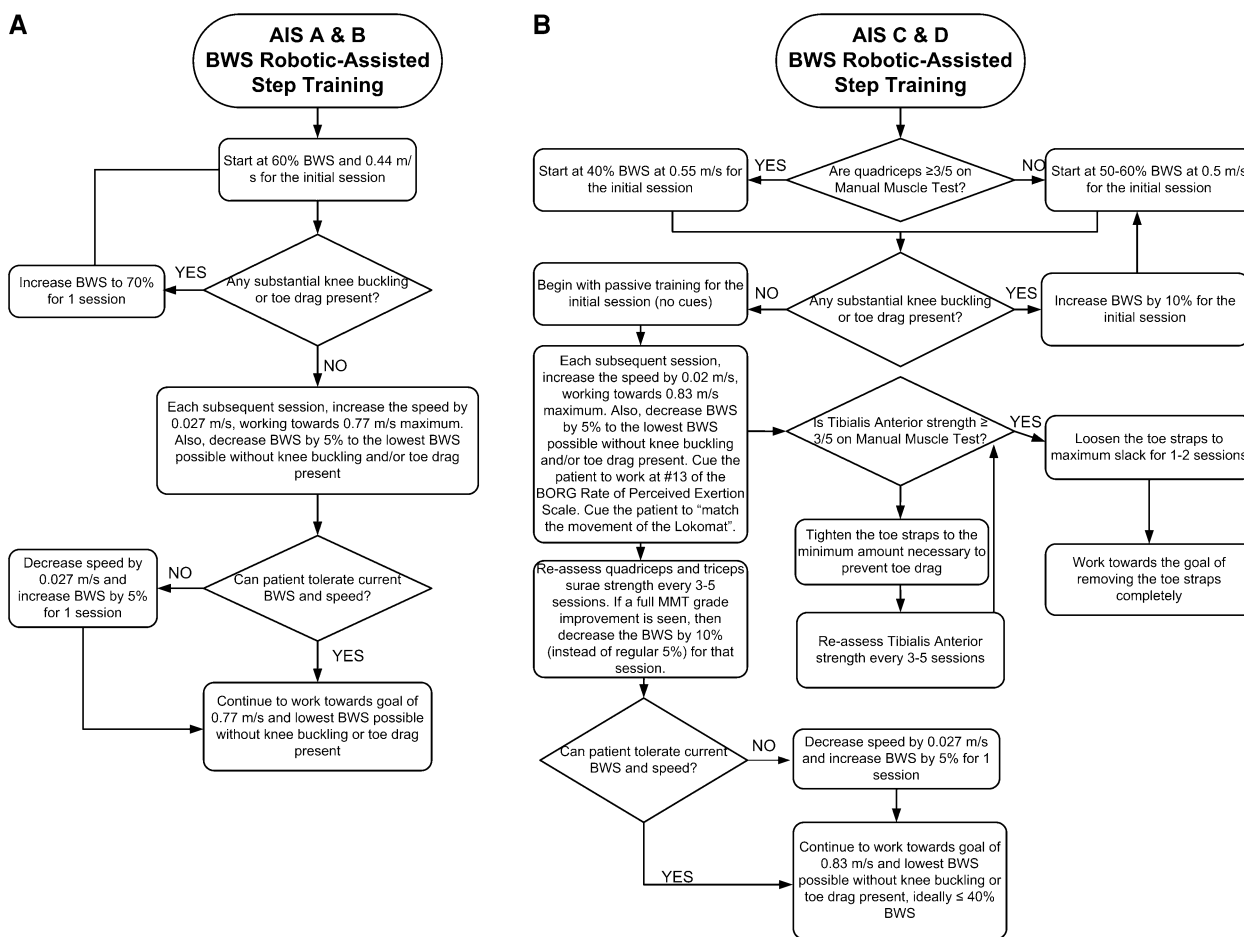 A
AIS A & B
BWS Robotic-Assisted
Step Training
Start at 60% BWS and 0.44 m/
s for the initial session
Any substantial knee buckling
or toe drag present?
YES
Increase BWS to 70%
for 1 session
NO
Each subsequent session, increase the speed by
0.027 m/s, working towards 0.77 m/s maximum.
Also, decrease BWS by 5% to the lowest BWS
possible without knee buckling and/or toe drag
present
Can patient tolerate current
BWS and speed?
NO
Decrease speed by
0.027 m/s and
increase BWS by 5%
for 1 session
YES
Continue to work towards goal of
0.77 m/s and lowest BWS possible
without knee buckling or toe drag
present
B
AIS C & D
BWS Robotic-Assisted
Step Training
Are quadriceps ≥3/5 on
Manual Muscle Test?
YES
Start at 40% BWS at 0.55 m/s for
the initial session
NO
Start at 50-60% BWS at 0.5 m/s
for the initial session
Any substantial knee buckling
or toe drag present?
NO
Begin with passive training for the
initial session (no cues)
YES
Increase BWS by 10% for the
initial session
Each subsequent session,
increase the speed by 0.02 m/s,
working towards 0.83 m/s
maximum. Also, decrease BWS
by 5% to the lowest BWS
possible without knee buckling
and/or toe drag present. Cue the
patient to work at #13 of the
BORG Rate of Perceived Exertion
Scale. Cue the patient to “match
the movement of the Lokomat”.
Is Tibialis Anterior strength ≥
3/5 on Manual Muscle Test?
YES
Loosen the toe straps to
maximum slack for 1-2 sessions
Work towards the goal of
removing the toe straps
completely
Tighten the toe straps to the
minimum amount necessary to
prevent toe drag
Re-assess Tibialis Anterior
strength every 3-5 sessions
Re-assess quadriceps and triceps
surae strength every 3-5
sessions. If a full MMT grade
improvement is seen, then
decrease the BWS by 10%
(instead of regular 5%) for that
session.
Can patient tolerate current
BWS and speed?
NO
Decrease speed by 0.027 m/s
and increase BWS by 5% for 1
session
YES
Continue to work towards goal of
0.83 m/s and lowest BWS
possible without knee buckling or
toe drag present, ideally ≤ 40%
BWS